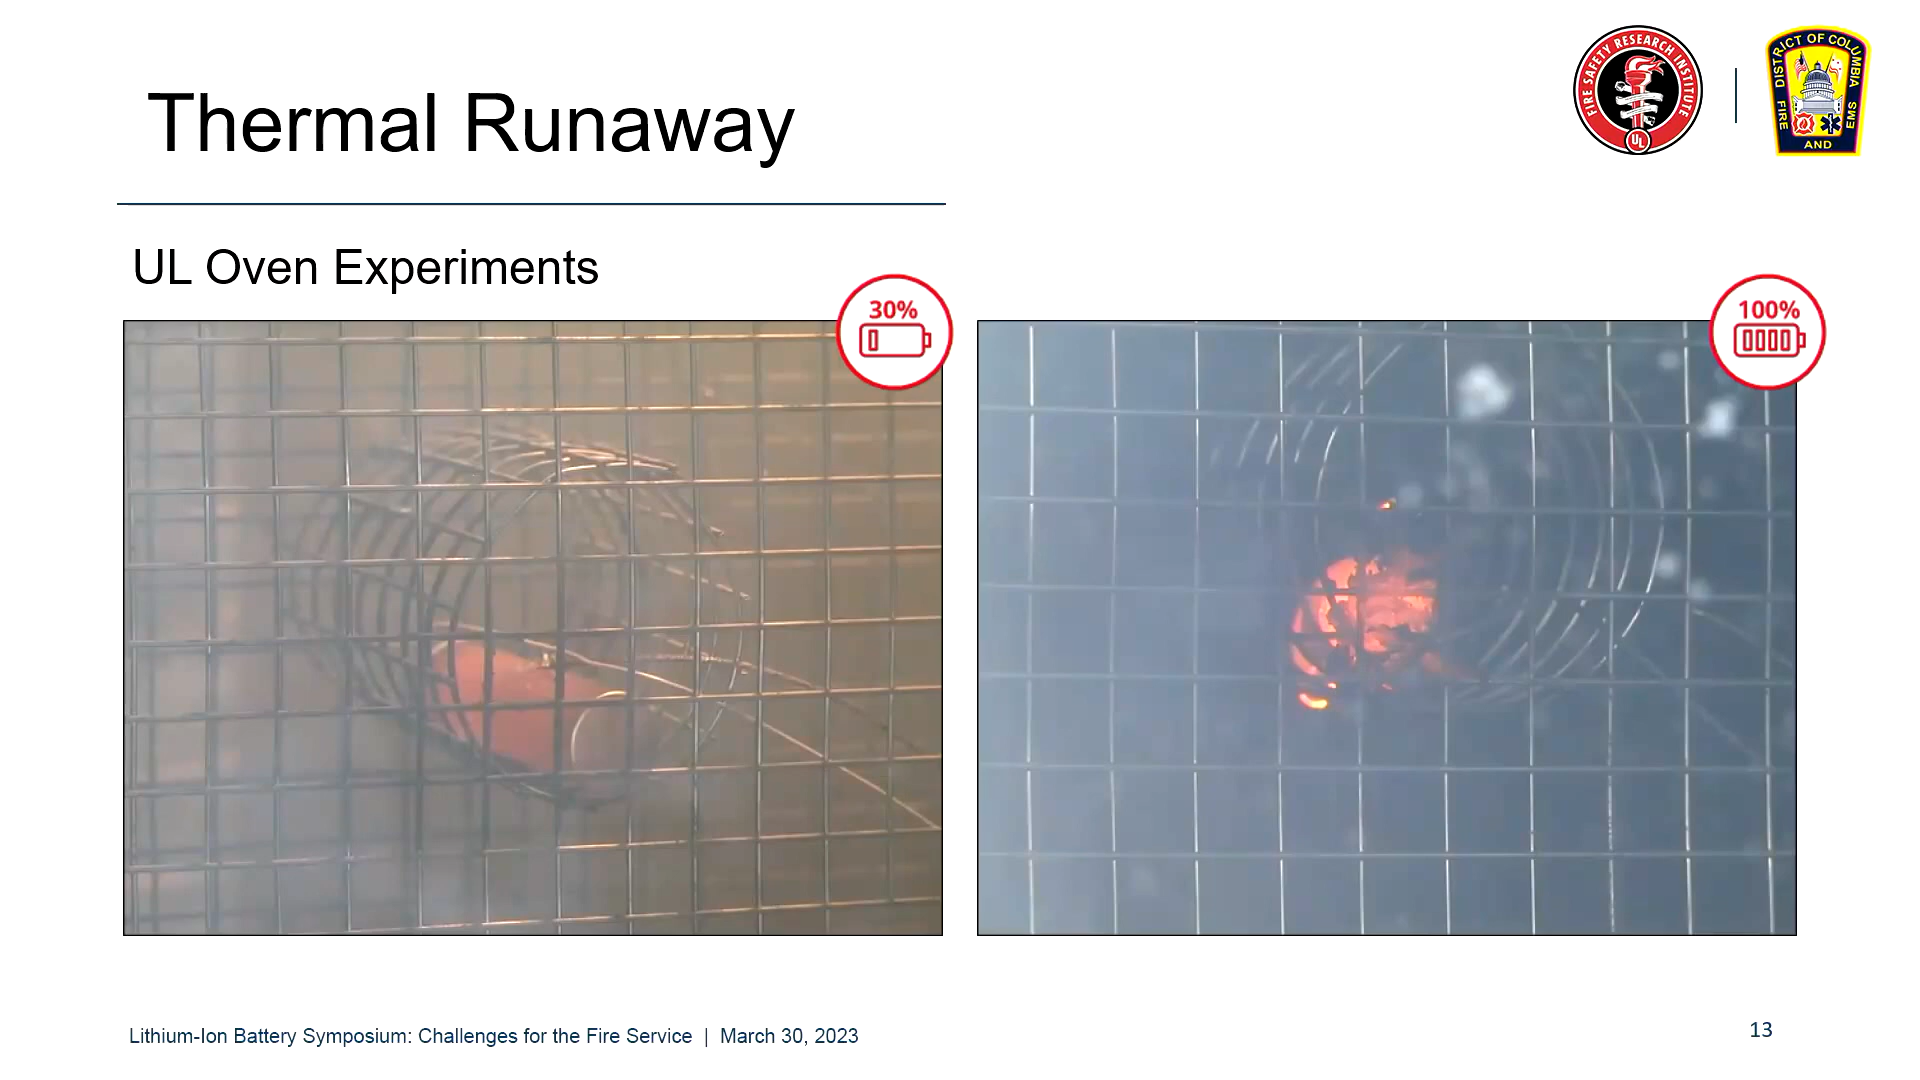 Thermal Runaway
FIRE SAFETY RESEARCH INSTITUTE
UL
DISTRICT OF COLUMBIA
FIRE
AND
EMS
UL Oven Experiments
30%
100%
Lithium-Ion Battery Symposium: Challenges for the Fire Service | March 30, 2023
13